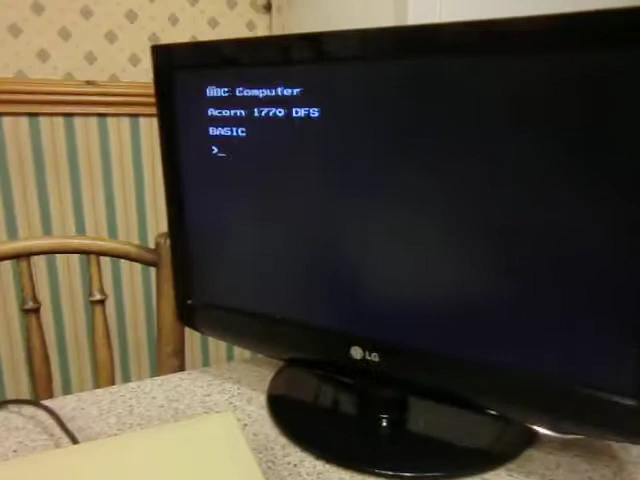 BBC Computer
Acorn 1770 DFS
BASIC
>_
LG